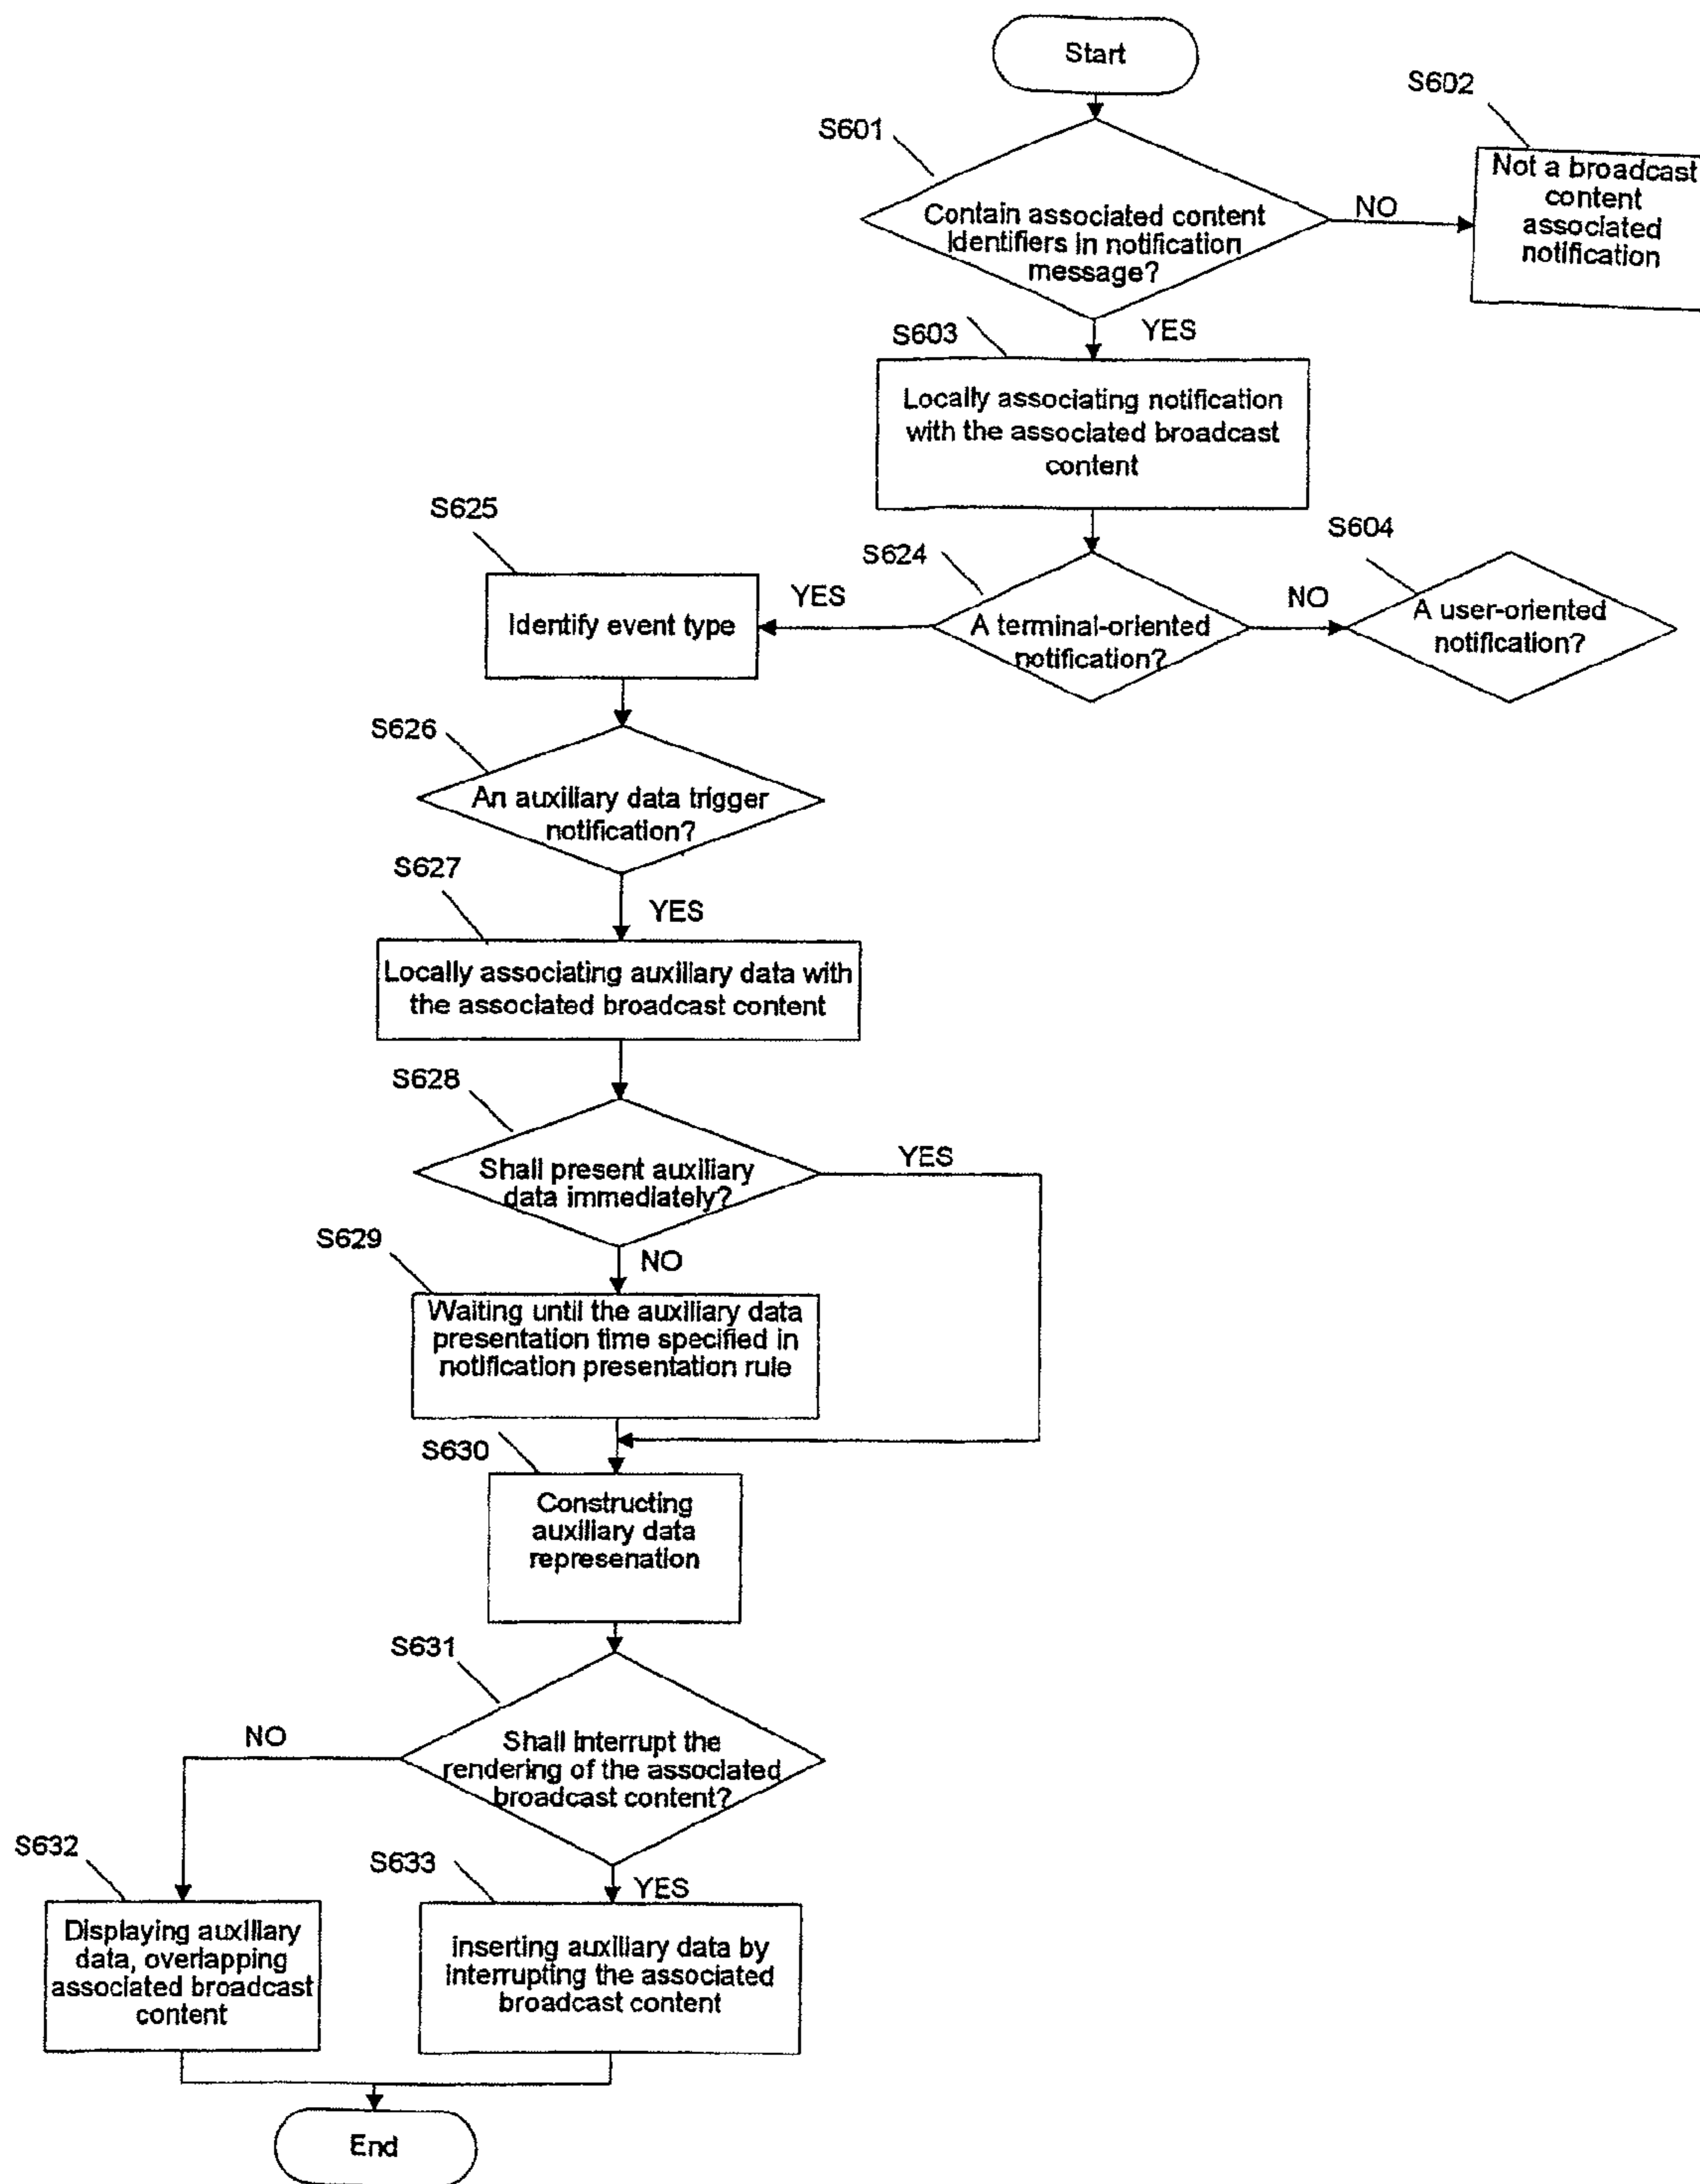 Start
S601
S602
Contain associated content
identifiers in notification
message?
NO
Not a broadcast
content
associated
notification
YES
S603
Locally associating notification
with the associated broadcast
content
S625
S624
S604
Identify event type
YES
A terminal-oriented
notification?
NO
A user-oriented
notification?
S626
An auxiliary data trigger
notification?
S627
YES
Locally associating auxiliary data with
the associated broadcast content
S628
Shall present auxiliary
data immediately?
YES
S629
NO
Waiting until the auxiliary data
presentation time specified in
notification presentation rule
S630
Constructing
auxiliary data
represenation
S631
NO
Shall interrupt the
rendering of the associated
broadcast content?
S632
S633
YES
Displaying auxiliary
data, overlapping
associated broadcast
content
inserting auxiliary data by
interrupting the associated
broadcast content
End